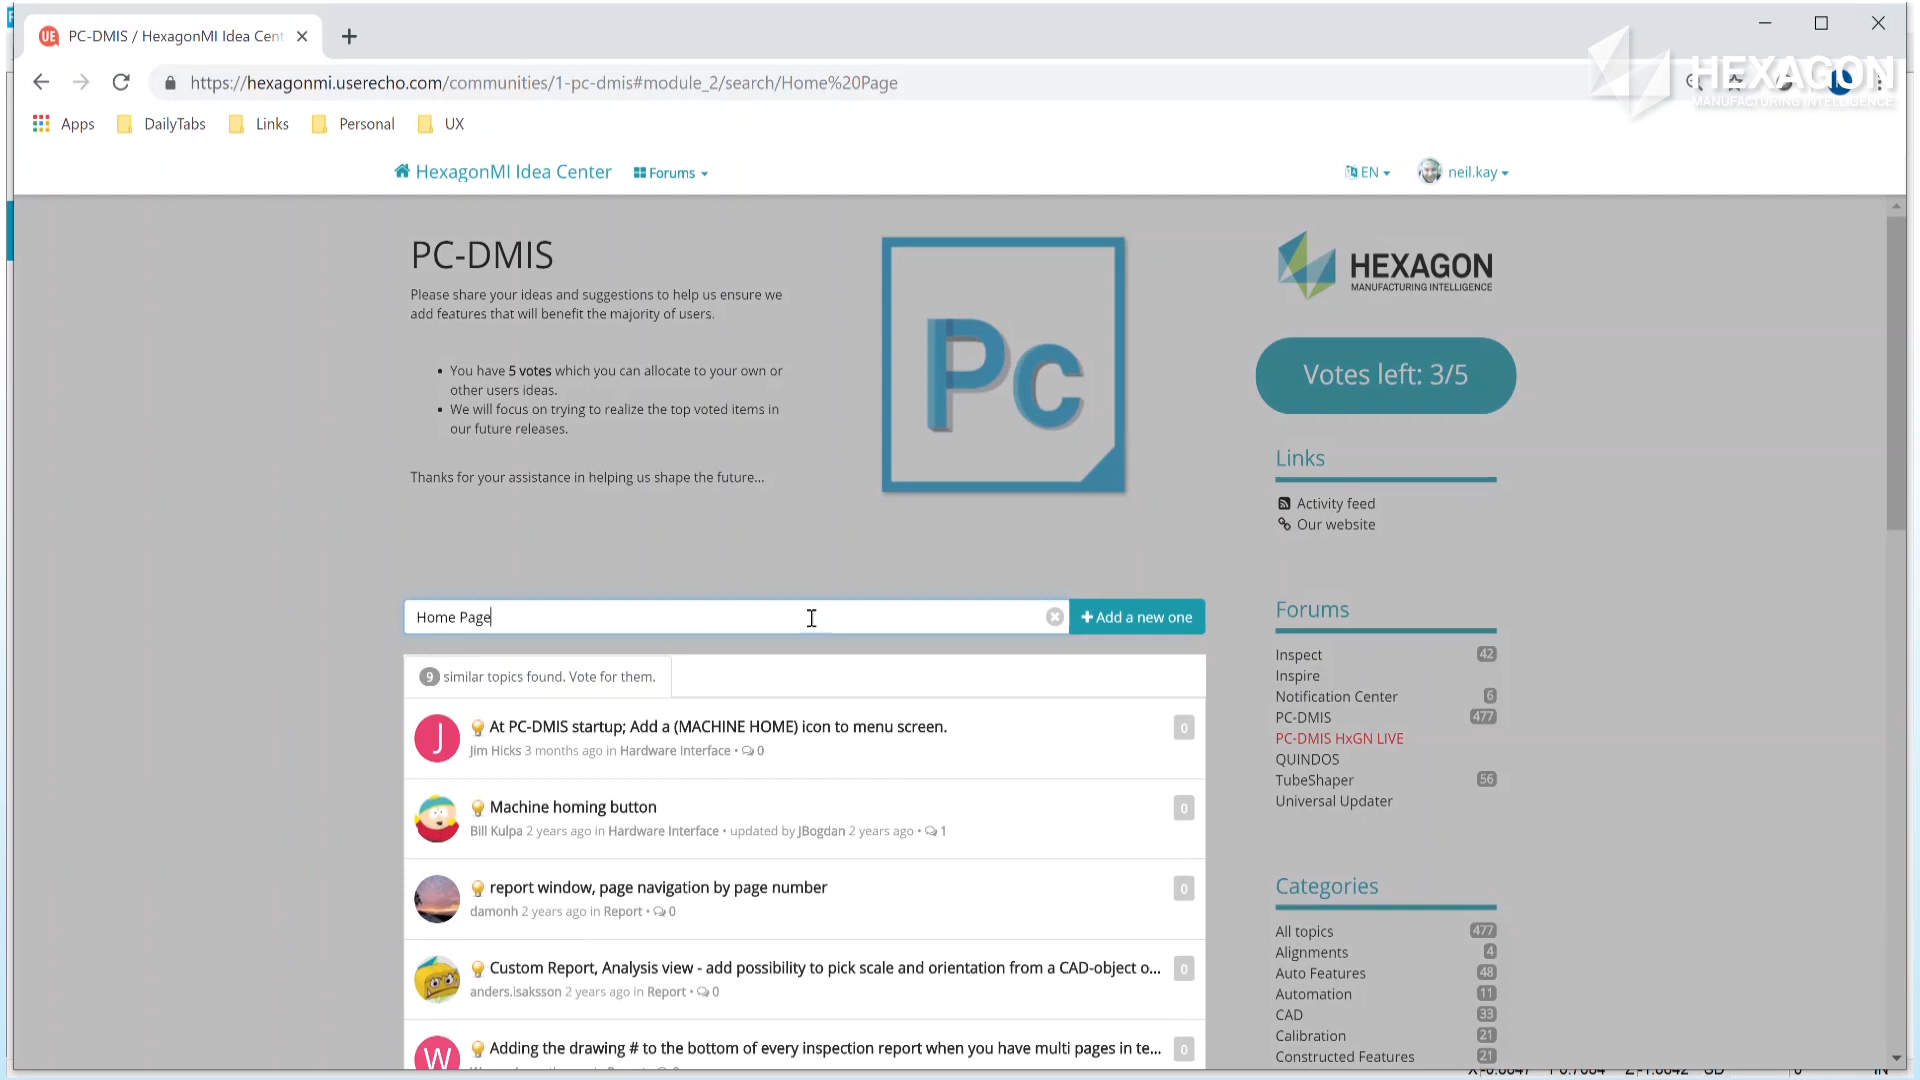 UE PC-DMIS / HexagonMI Idea Cent
https://hexagonmi.userecho.com/communities/1-pc-dmis#module_2/search/Home%20Page
HEXAGON
MANUFACTURING INTELLIGENCE
Apps DailyTabs Links Personal UX
HexagonMI Idea Center Forums EN neil.kay
PC-DMIS
Please share your ideas and suggestions to help us ensure we
add features that will benefit the majority of users.
You have 5 votes which you can allocate to your own or
other users ideas.
We will focus on trying to realize the top voted items in
our future releases.
Thanks for your assistance in helping us shape the future...
Pc
HEXAGON
MANUFACTURING INTELLIGENCE
Votes left: 3/5
Links
Activity feed
Our website
Home Page
+ Add a new one
9 similar topics found. Vote for them.
J
At PC-DMIS startup; Add a (MACHINE HOME) icon to menu screen. 0
Jim Hicks 3 months ago in Hardware Interface • 0
Machine homing button 0
Bill Kulpa 2 years ago in Hardware Interface • updated by JBogdan 2 years ago • 1
report window, page navigation by page number 0
damonh 2 years ago in Report • 0
Custom Report, Analysis view - add possibility to pick scale and orientation from a CAD-object o... 0
anders.isaksson 2 years ago in Report • 0
W
Adding the drawing # to the bottom of every inspection report when you have multi pages in te... 0
Forums
Inspect 42
Inspire
Notification Center 6
PC-DMIS 477
PC-DMIS HxGN LIVE
QUINDOS
TubeShaper 56
Universal Updater
Categories
All topics 477
Alignments 4
Auto Features 48
Automation 11
CAD 33
Calibration 21
Constructed Features 21